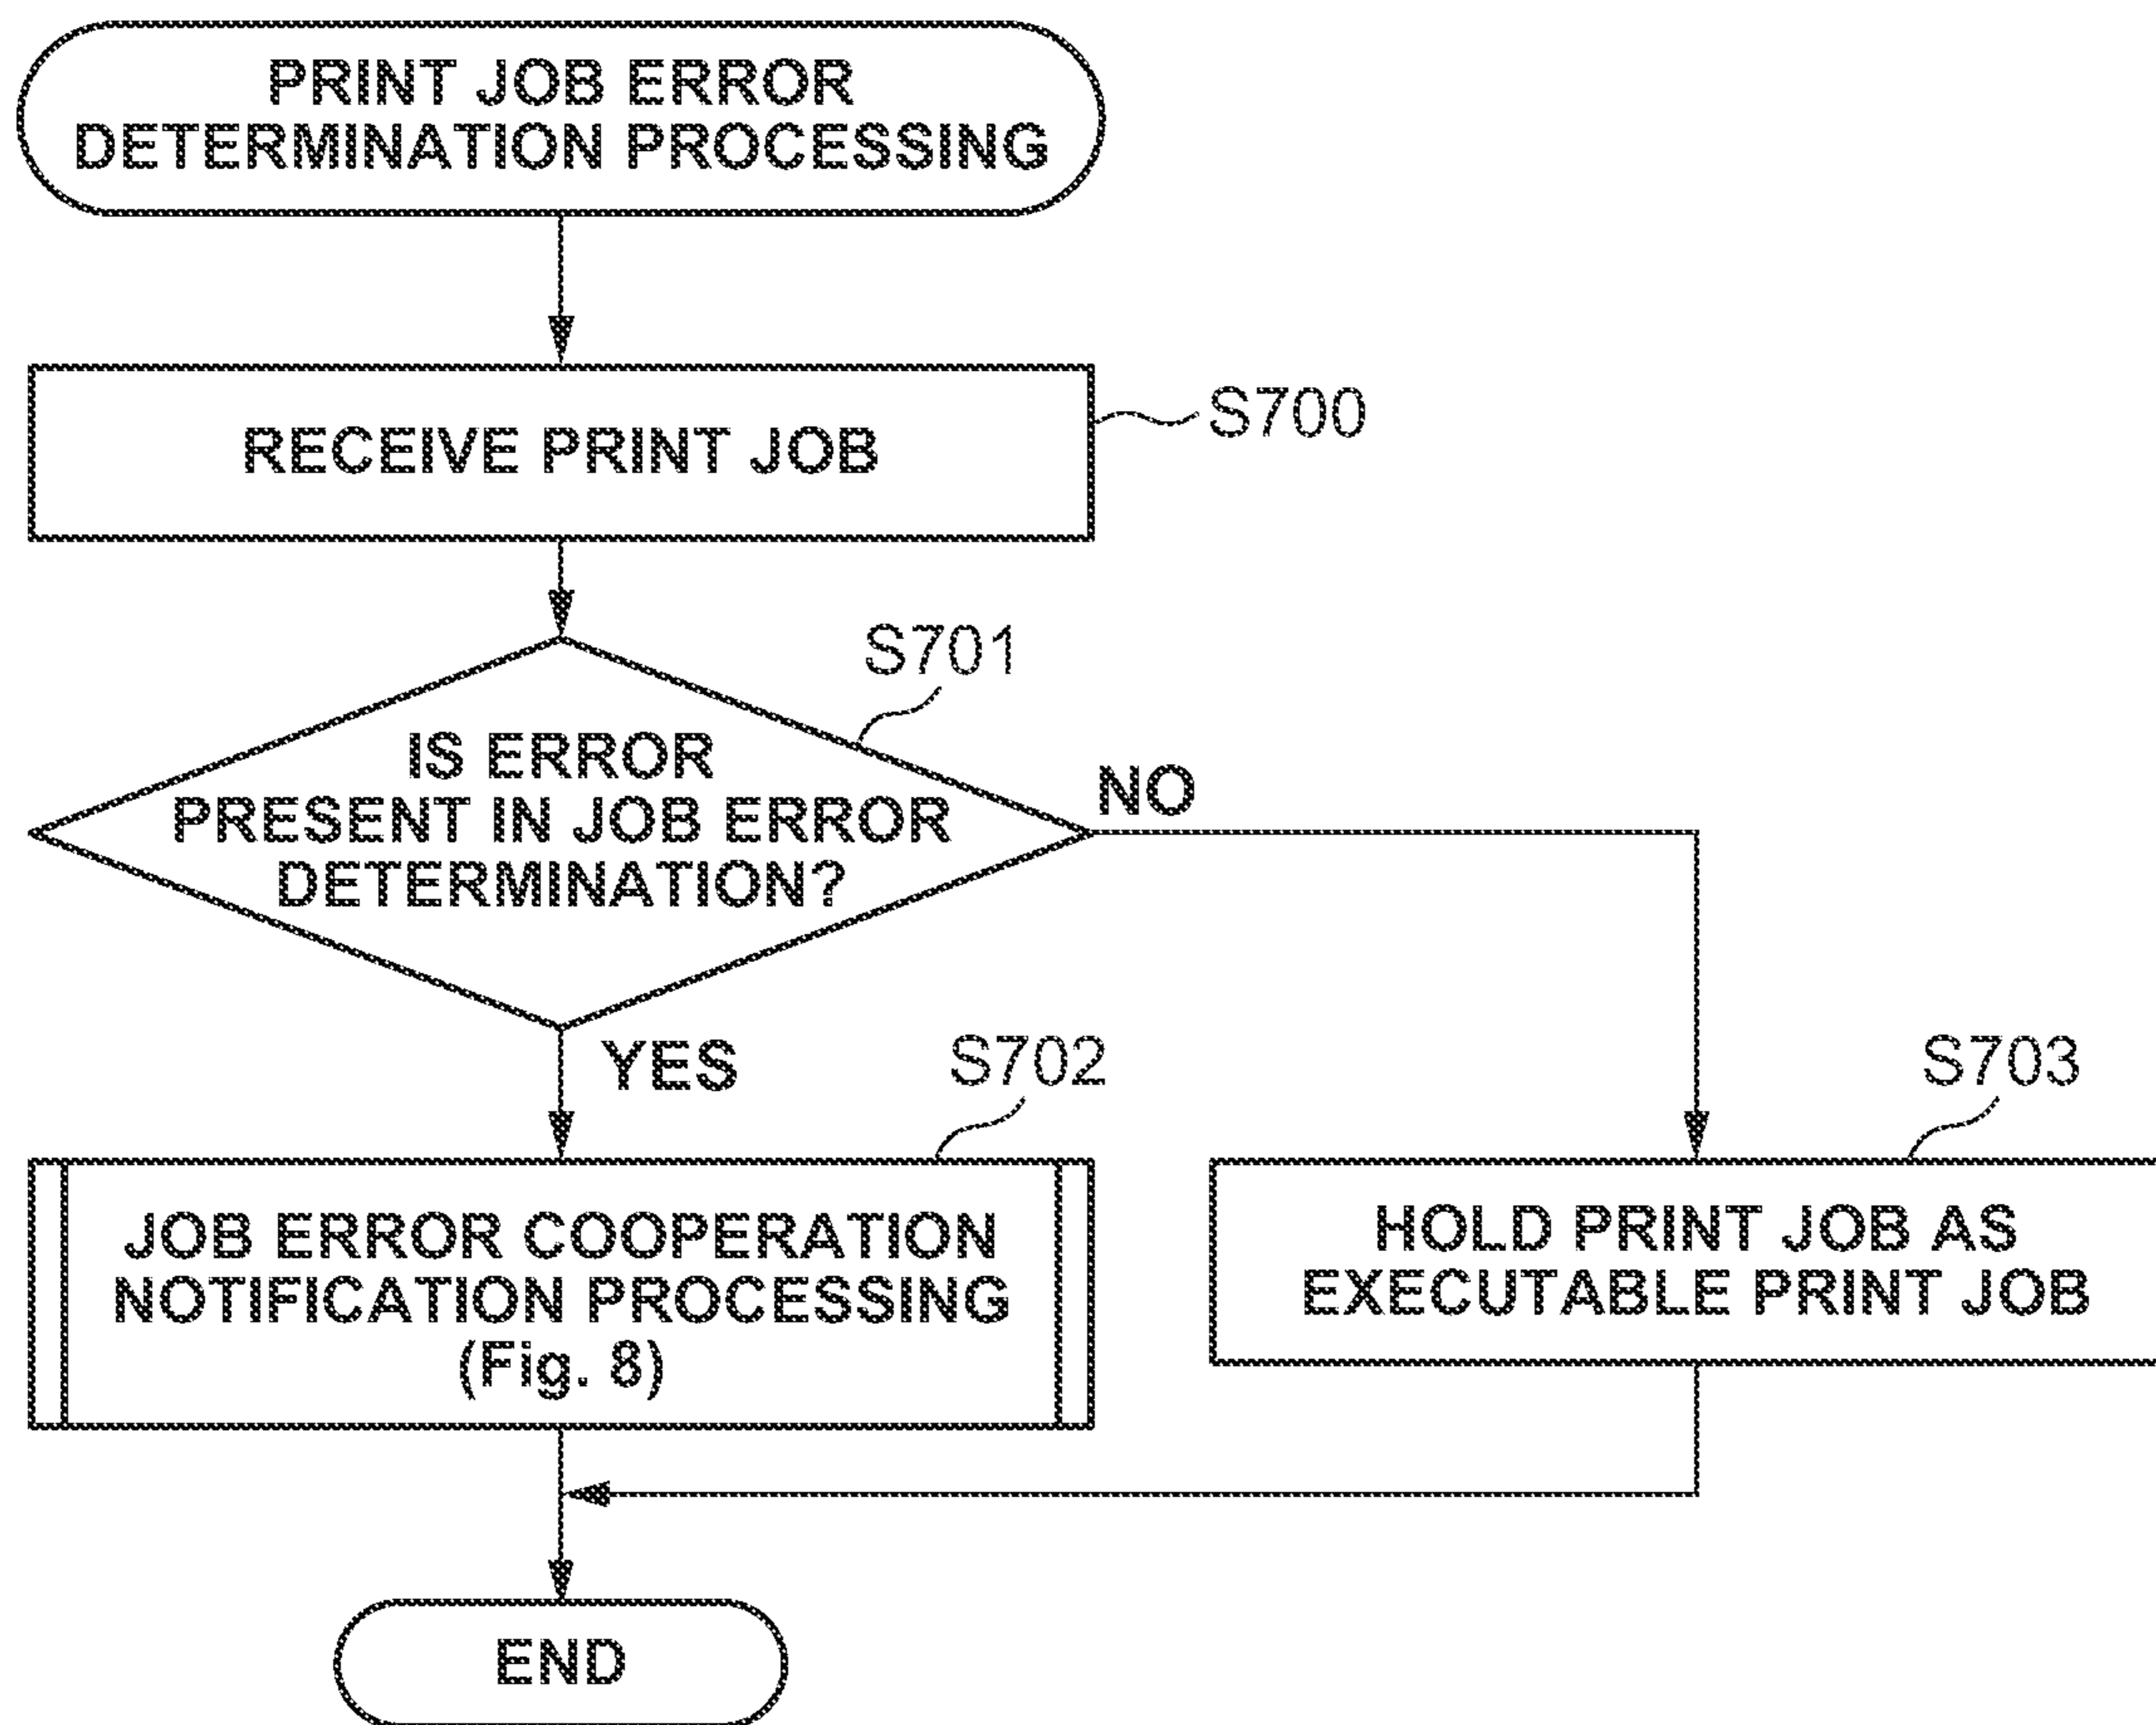 PRINT JOB ERROR
DETERMINATION PROCESSING
RECEIVE PRINT JOB
S700
S701
IS ERROR
PRESENT IN JOB ERROR
DETERMINATION?
NO
YES
S702
S703
JOB ERROR COOPERATION
NOTIFICATION PROCESSING
(Fig. 8)
HOLD PRINT JOB AS
EXECUTABLE PRINT JOB
END